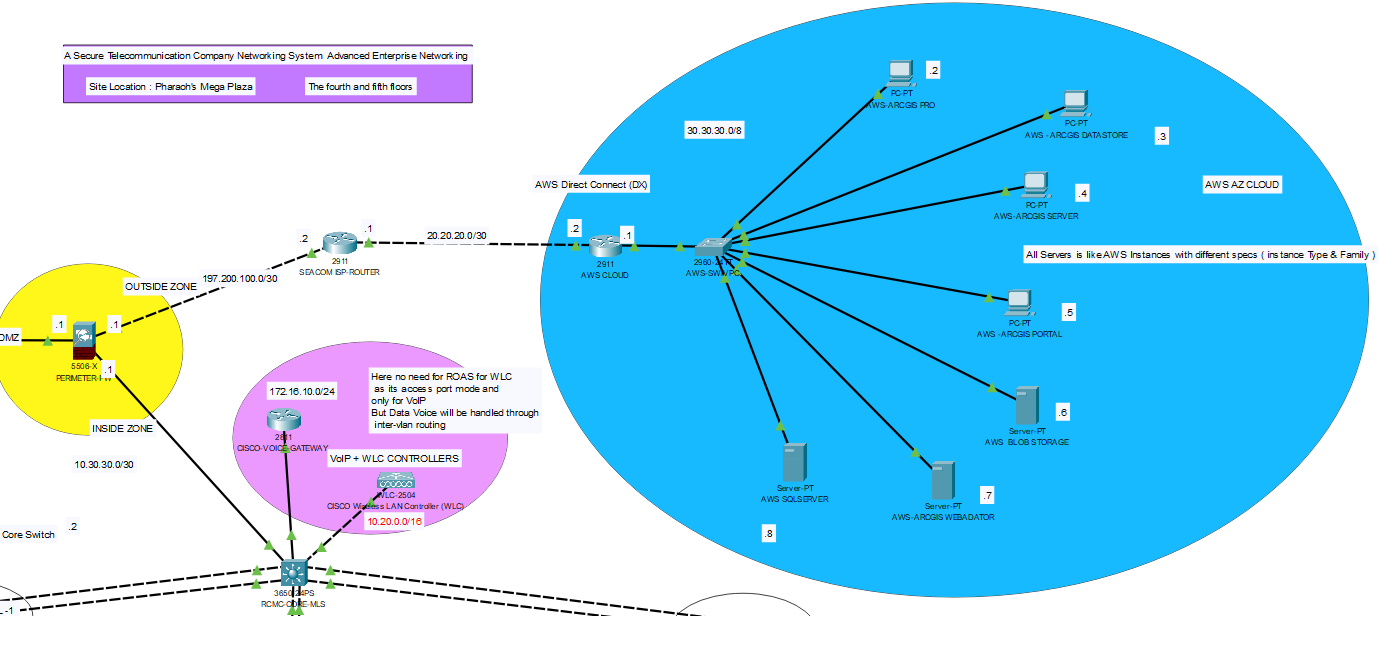 A Secure Telecommunication Company Networking System Advanced Enterprise Networking
Site Location : Pharaoh's Mega Plaza
The fourth and fifth floors
.2
PC-PT
AWS-ARCGIS PRO
30.30.30.0/8
PC-PT
AWS - ARCGIS DATASTORE
.3
AWS Direct Connect (DX)
AWS AZ CLOUD
PC-PT
AWS-ARCGIS SERVER
.4
.2
.1
20.20.20.0/30
.2
.1
2911
SEACOM ISP-ROUTER
2911
AWS CLOUD
2960-24TT
AWS-SW/VPC
All Servers is like AWS Instances with different specs ( instance Type & Family )
OUTSIDE ZONE
197.200.100.0/30
PC-PT
AWS -ARCGIS PORTAL
.5
DMZ
.1
.1
5506-X
PERIMETER-FW
.1
INSIDE ZONE
10.30.30.0/30
172.16.10.0/24
Here no need for ROAS for WLC
as its access port mode and
only for VoIP
But Data Voice will be handled through
inter-vlan routing
2811
CISCO-VOICE-GATEWAY
VoIP + WLC CONTROLLERS
WLC-2504
CISCO Wireless LAN Controller (WLC)
10.20.0.0/16
Server-PT
AWS BLOB STORAGE
.6
Server-PT
AWS SQLSERVER
.8
Server-PT
AWS-ARCGIS WEBADATOR
.7
Core Switch
.2
3650-24PS
RCMC-CORE-MLS
-1